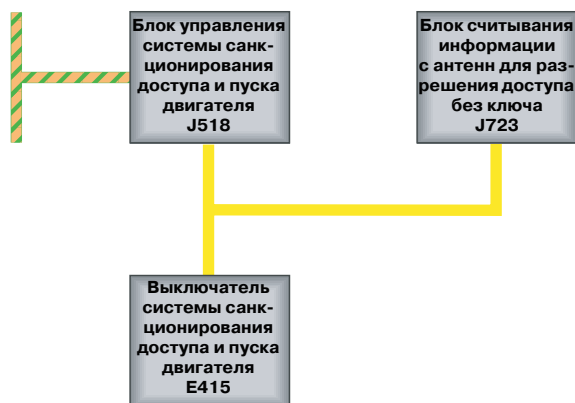 Блок управления
системы санк-
ционирования
доступа и пуска
двигателя
J518
Блок считывания
информации
с антенн для раз-
решения доступа
без ключа
J723
Выключатель
системы санк-
ционирования
доступа и пуска
двигателя
E415